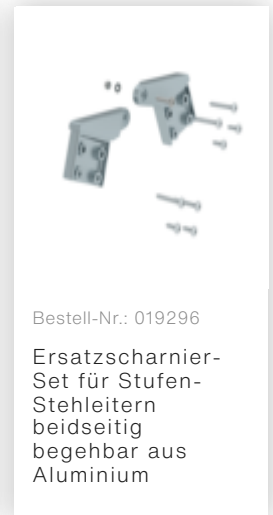 Bestell-Nr.: 019296
Ersatzscharnier-
Set für Stufen-
Stehleitern
beidseitig
begehbar aus
Aluminium